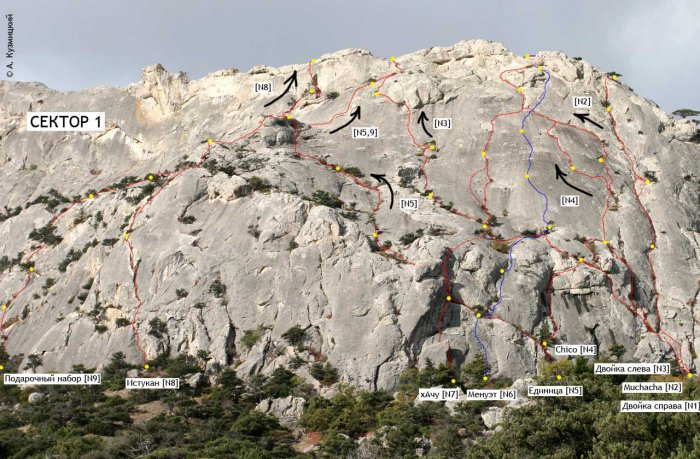 © А. Кузмицкий
СЕКТОР 1
[N8]
[N5,9]
[N3]
[N2]
[N5]
[N4]
Подарочный набор [N9]
Истукан [N8]
хАчу [N7]
Менуэт [N6]
Единица [N5]
Chico [N4]
Двойка слева [N3]
Muchacha [N2]
Двойка справа [N1]